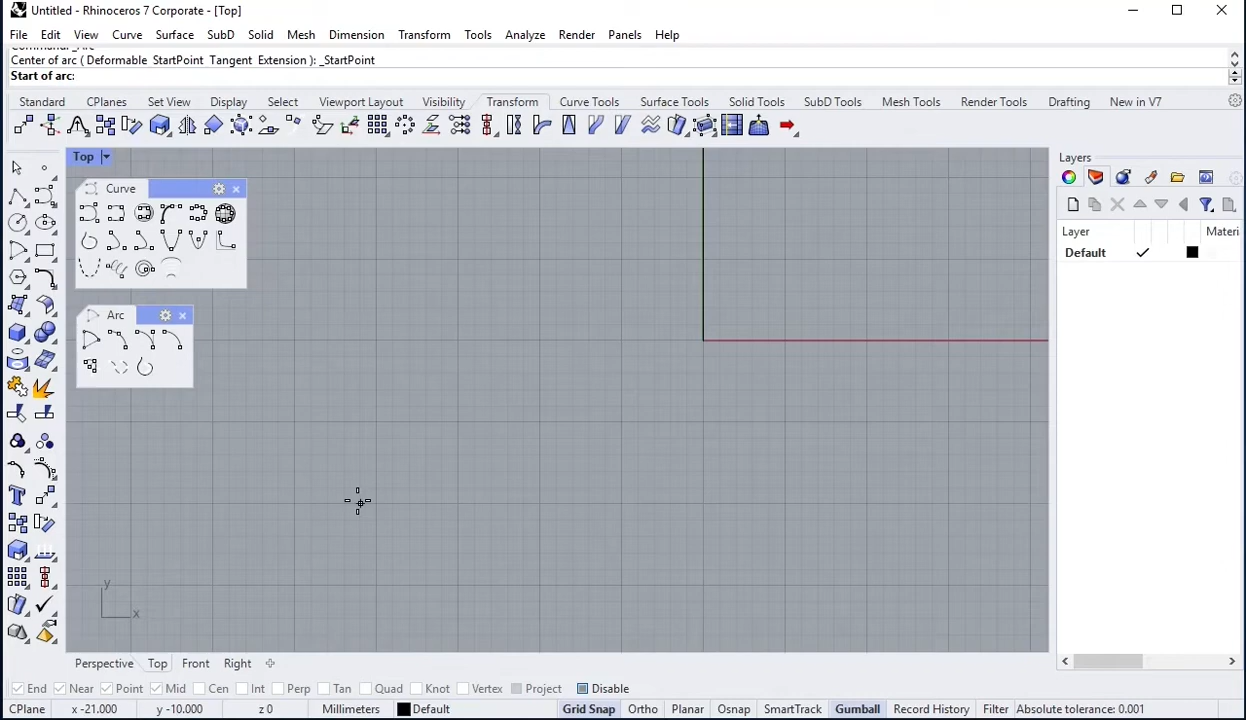 Untitled - Rhinoceros 7 Corporate - [Top]
File Edit View Curve Surface SubD Solid Mesh Dimension Transform Tools Analyze Render Panels Help
Center of arc ( Deformable StartPoint Tangent Extension ): _StartPoint
Start of arc:
Standard CPlanes Set View Display Select Viewport Layout Visibility Transform Curve Tools Surface Tools Solid Tools SubD Tools Mesh Tools Render Tools Drafting New in V7
Top
Layers
Curve
Layer Materi
Default
Arc
y
x
Perspective Top Front Right
End Near Point Mid Cen Int Perp Tan Quad Knot Vertex Project Disable
CPlane x -21.000 y -10.000 z 0 Millimeters Default Grid Snap Ortho Planar Osnap SmartTrack Gumball Record History Filter Absolute tolerance: 0.001